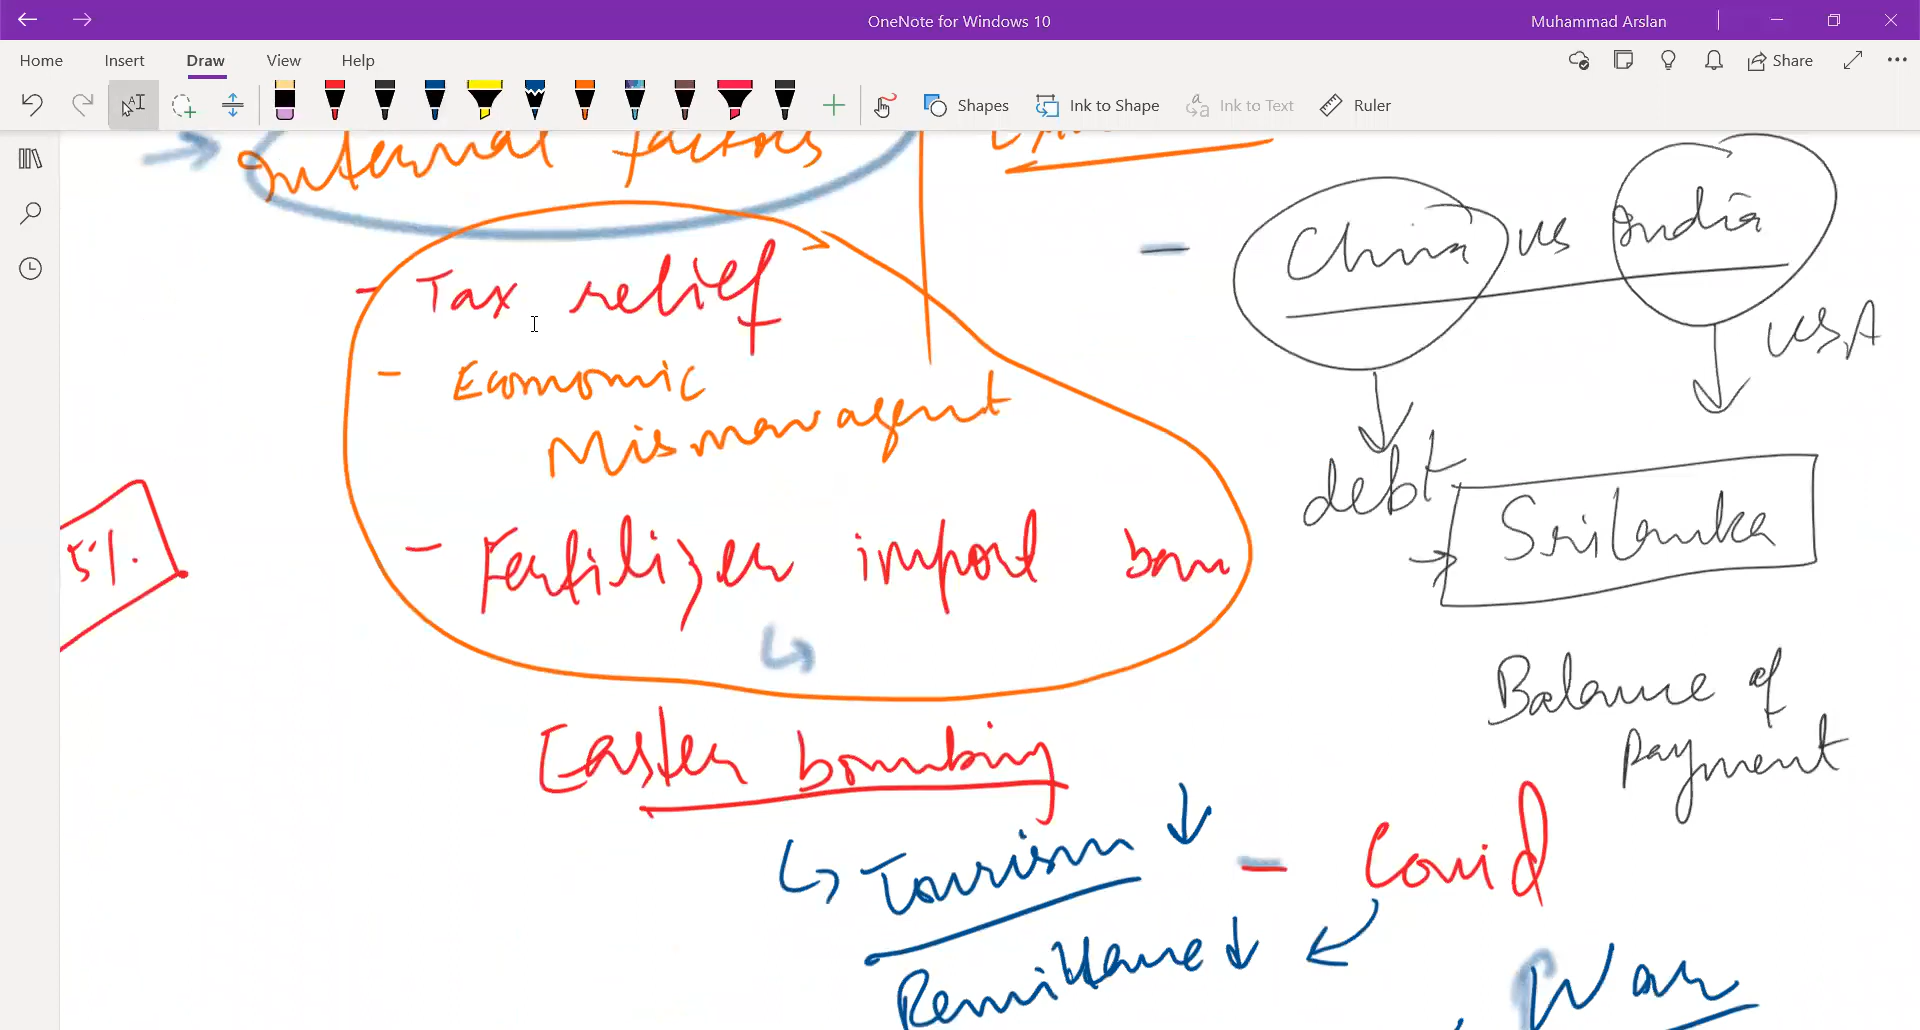 OneNote for Windows 10
Muhammad Arslan
Home Insert Draw View Help
Share
Shapes Ink to Shape Ink to Text Ruler
internal factors
- China vs india
- Tax relief
USA
- Economic
Mismanagent
debt
Srilanka
5%.
- Fertilizer import ban
Balance of
payment
Easter bombing
Tourism ↓ - Covid
Remittance ↓
War